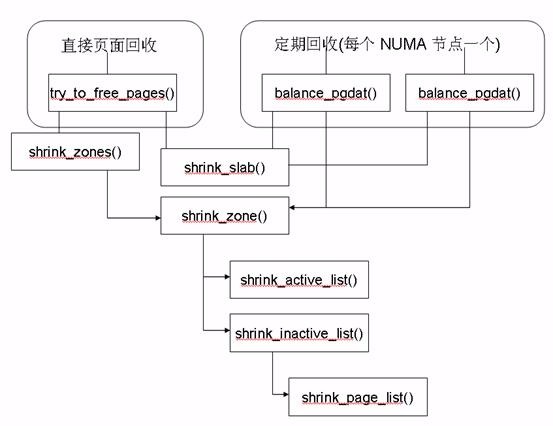 直接页面回收
定期回收(每个 NUMA 节点一个)
try_to_free_pages()
balance_pgdat()
balance_pgdat()
shrink_zones()
shrink_slab()
shrink_zone()
shrink_active_list()
shrink_inactive_list()
shrink_page_list()